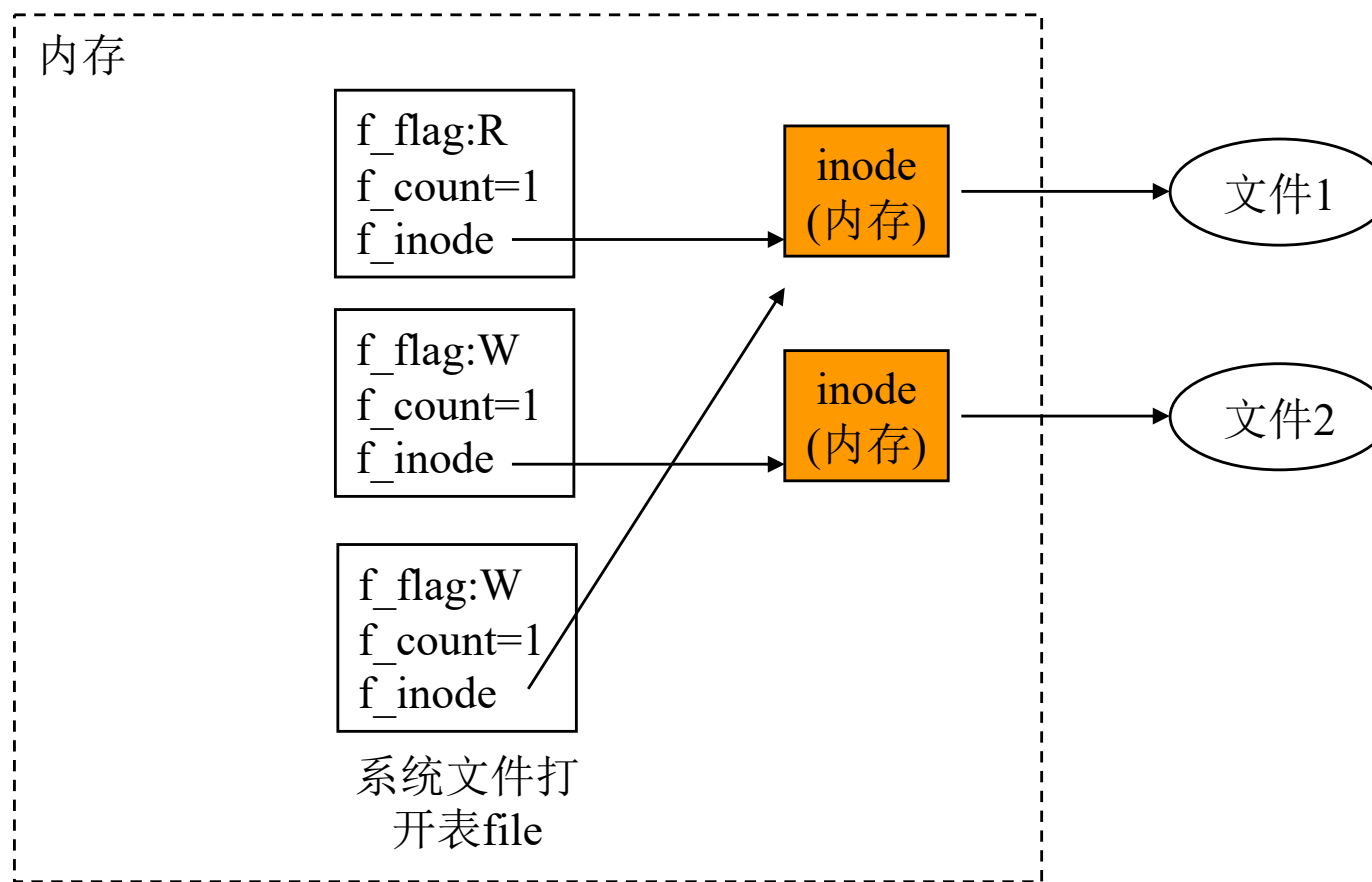 内存
f_flag:R
f_count=1
f_inode
inode
(内存)
文件1
f_flag:W
f_count=1
f_inode
inode
(内存)
文件2
f_flag:W
f_count=1
f_inode
系统文件打
开表file